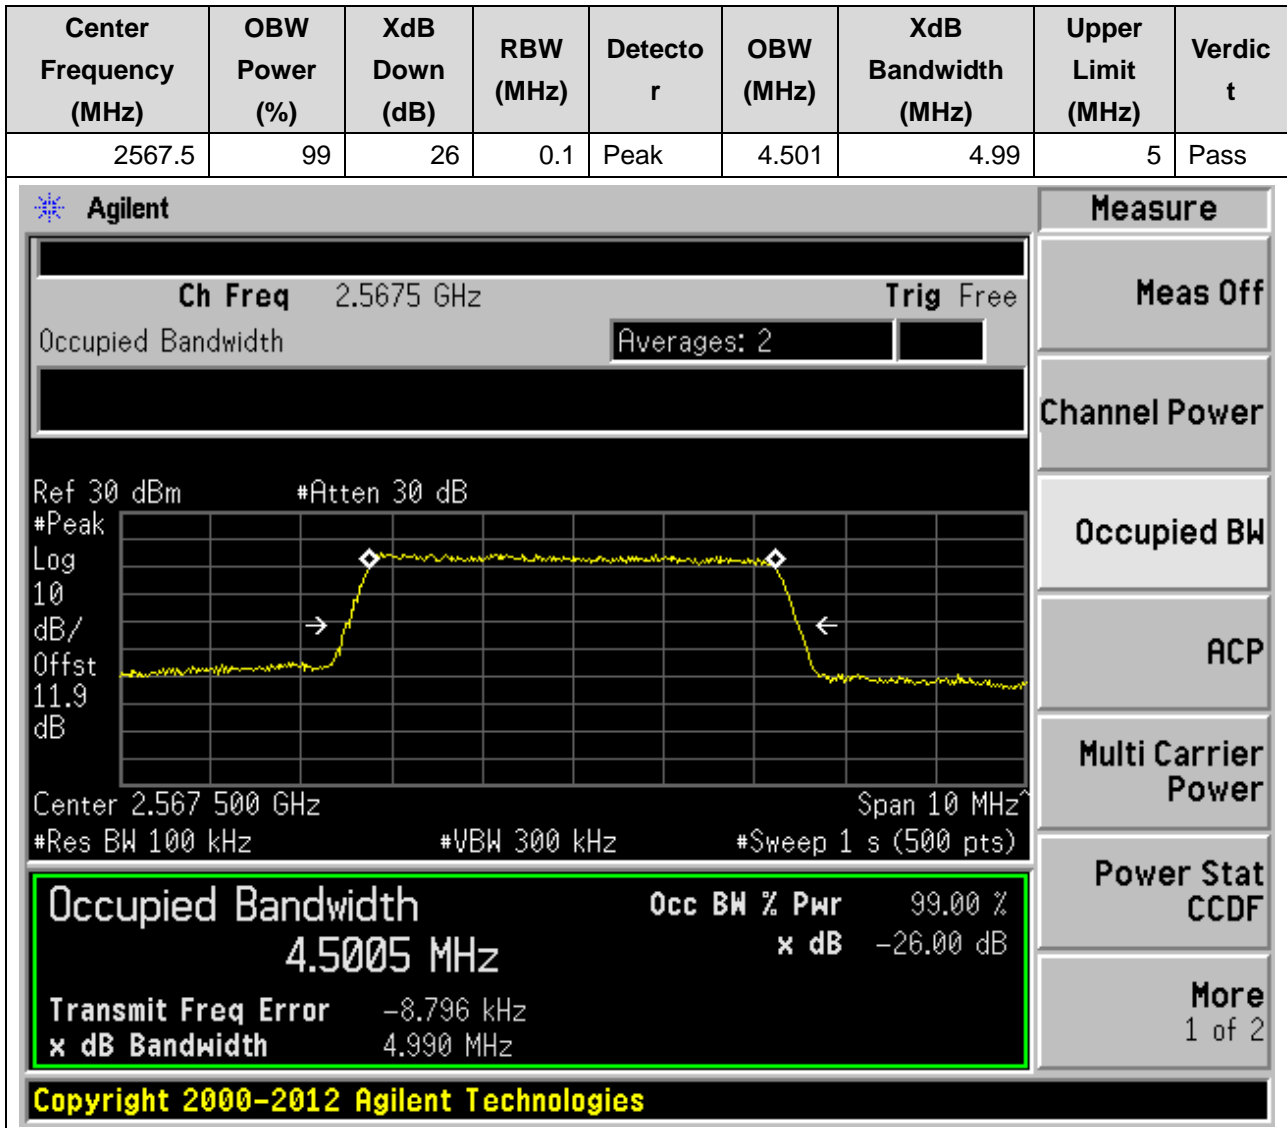 Center Frequency (MHz) OBW Power (%) XdB Down (dB) RBW (MHz) Detecto r OBW (MHz) XdB Bandwidth (MHz) Upper Limit (MHz) Verdic t
2567.5 99 26 0.1 Peak 4.501 4.99 5 Pass
Agilent
Measure
Ch Freq 2.5675 GHz Trig Free
Occupied Bandwidth Averages: 2
Ref 30 dBm #Atten 30 dB
#Peak
Log
10
dB/
Offst
11.9
dB
Center 2.567 500 GHz Span 10 MHz^
#Res BW 100 kHz #VBW 300 kHz #Sweep 1 s (500 pts)
Occupied Bandwidth Occ BW % Pwr 99.00 %
4.5005 MHz x dB -26.00 dB
Transmit Freq Error -8.796 kHz
x dB Bandwidth 4.990 MHz
Meas Off
Channel Power
Occupied BW
ACP
Multi Carrier
Power
Power Stat
CCDF
More
1 of 2
Copyright 2000-2012 Agilent Technologies